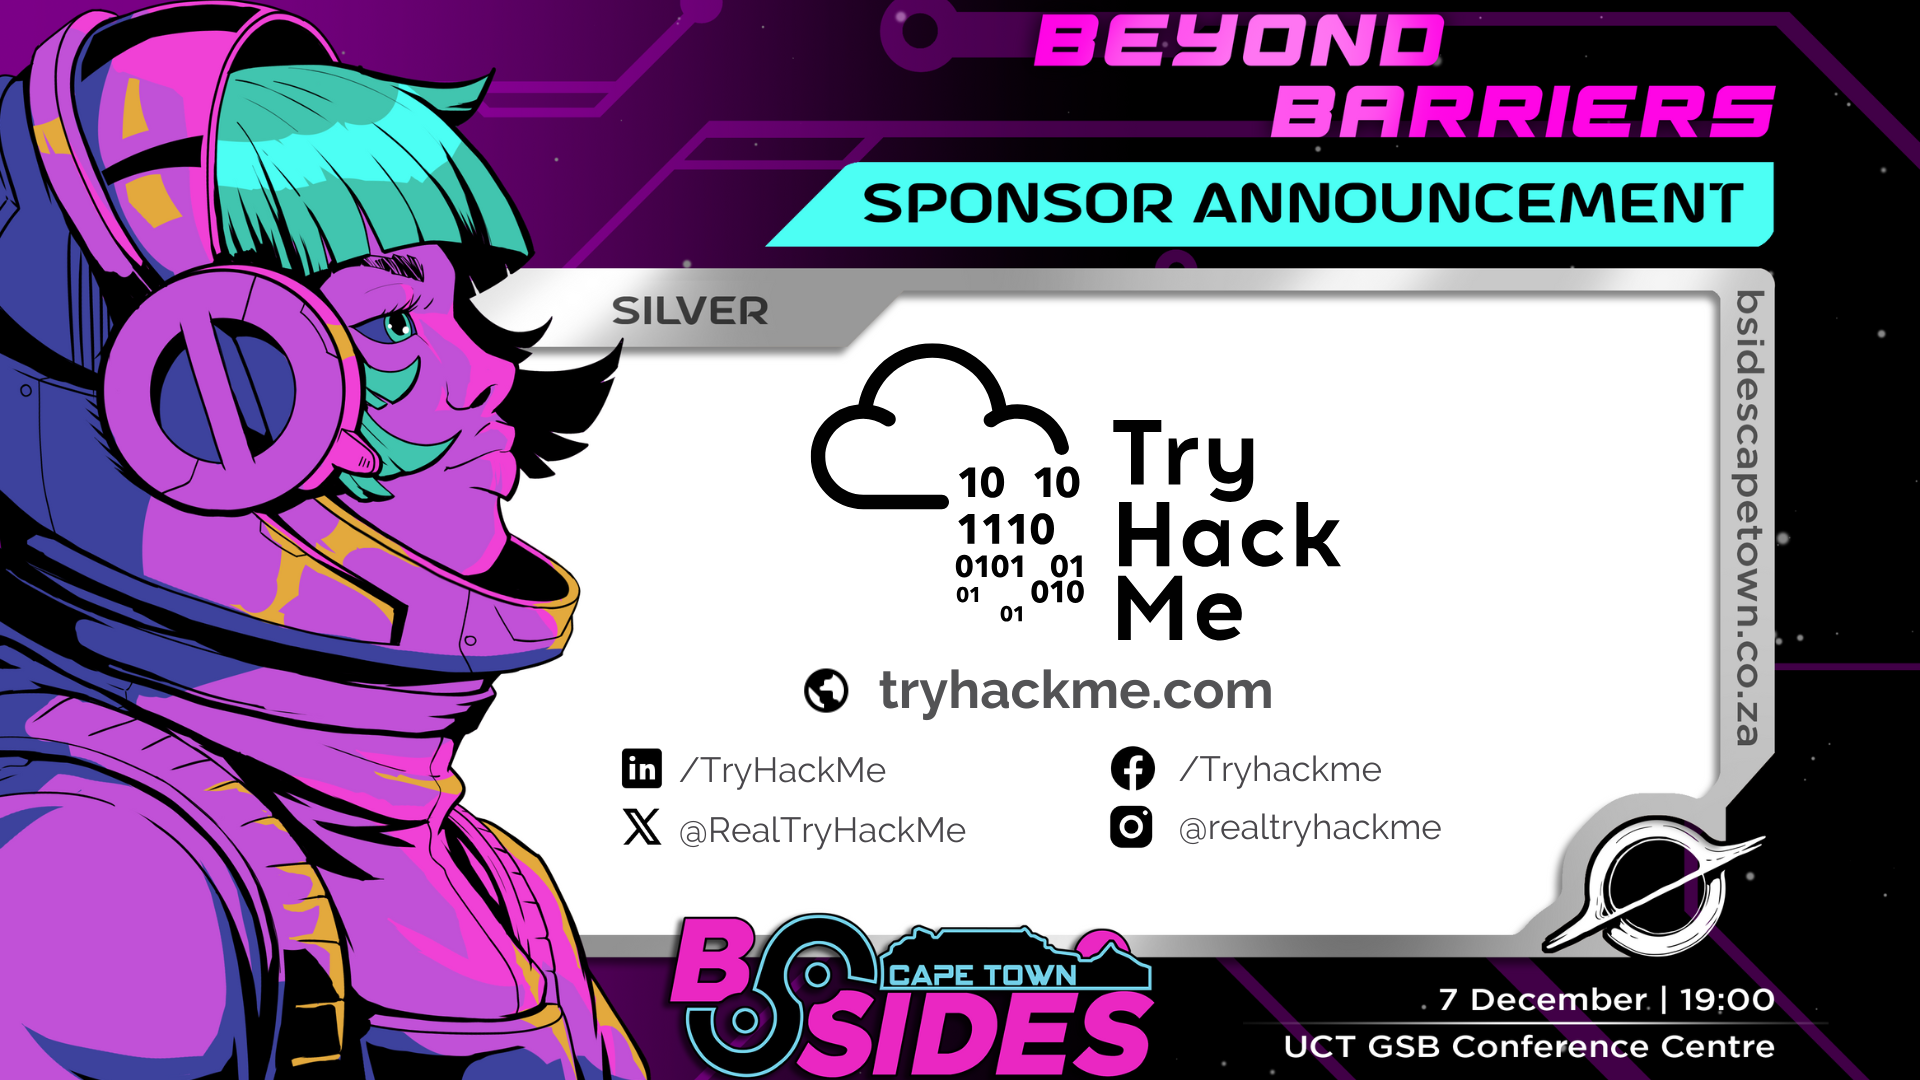 BEYOND
BARRIERS
SPONSOR ANNOUNCEMENT
SILVER
bsidescapetown.co.za
Try
Hack
Me
10 10
1110
0101 01
01 010
01
tryhackme.com
/TryHackMe
/Tryhackme
@RealTryHackMe
@realtryhackme
B
CAPE TOWN
SIDES
7 December | 19:00
UCT GSB Conference Centre